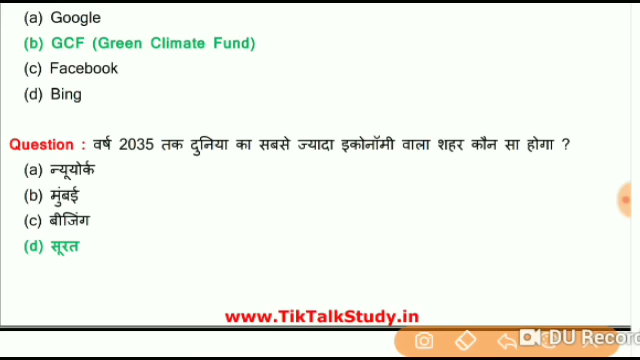 (a) Google
(b) GCF (Green Climate Fund)
(c) Facebook
(d) Bing
Question : वर्ष 2035 तक दुनिया का सबसे ज्यादा इकोनॉमी वाला शहर कौन सा होगा ?
(a) न्यूयोर्क
(b) मुंबई
(c) बीजिंग
(d) सूरत
www.TikTalkStudy.in
DU Recor